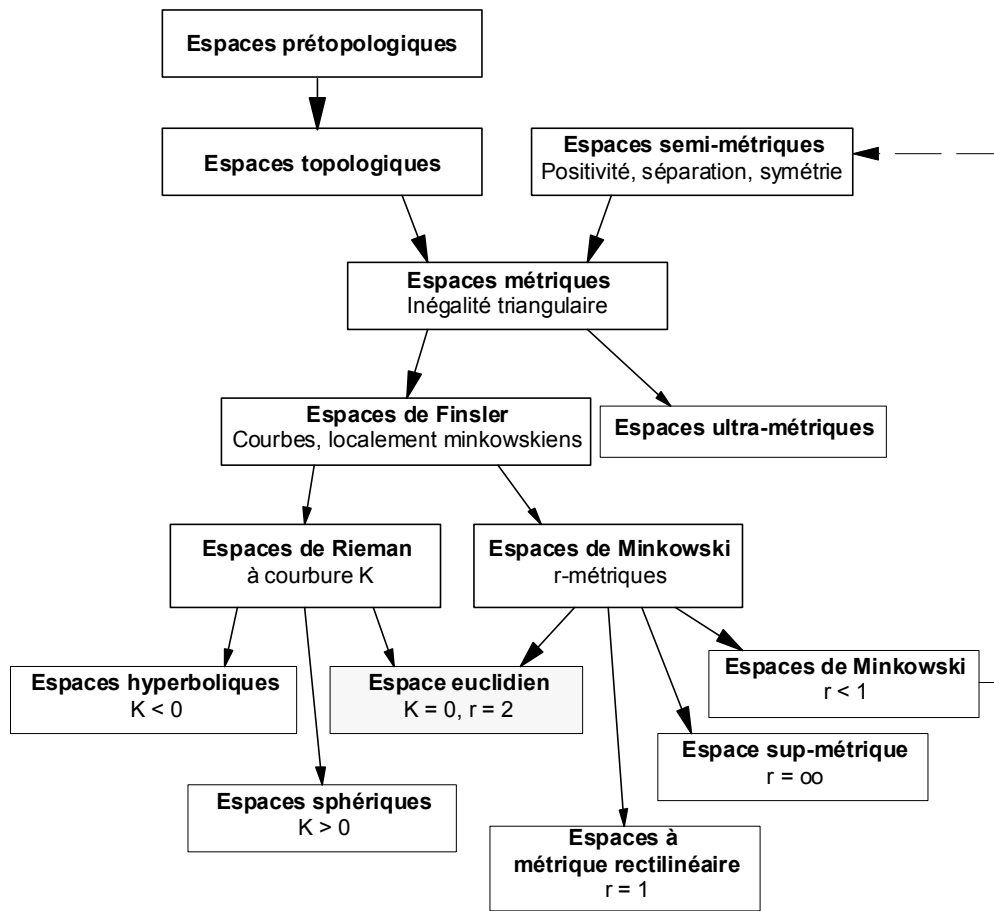 Espaces prétopologiques
Espaces topologiques
Espaces semi-métriques
Positivité, séparation, symétrie
Espaces métriques
Inégalité triangulaire
Espaces de Finsler
Courbes, localement minkowskiens
Espaces ultra-métriques
Espaces de Rieman
à courbure K
Espaces de Minkowski
r-métriques
Espaces hyperboliques
K < 0
Espace euclidien
K = 0, r = 2
Espaces de Minkowski
r < 1
Espace sup-métrique
r = ∞
Espaces sphériques
K > 0
Espaces à
métrique rectilinéaire
r = 1